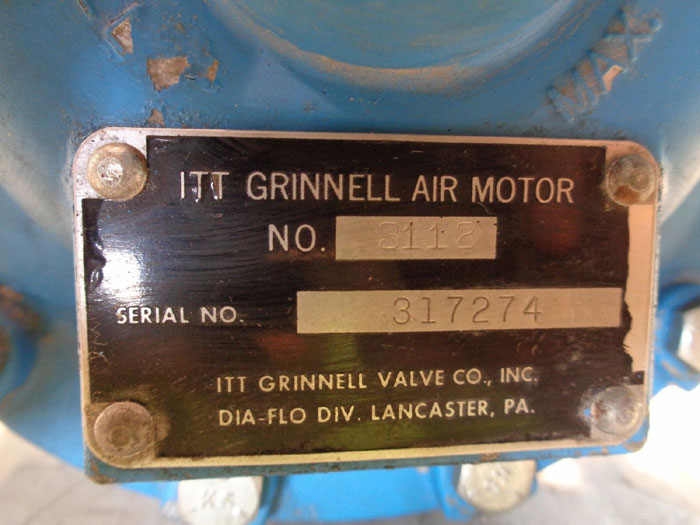 MAX.
ITT GRINNELL AIR MOTOR
NO. 3112
SERIAL NO. 317274
ITT GRINNELL VALVE CO., INC.
DIA-FLO DIV. LANCASTER, PA.